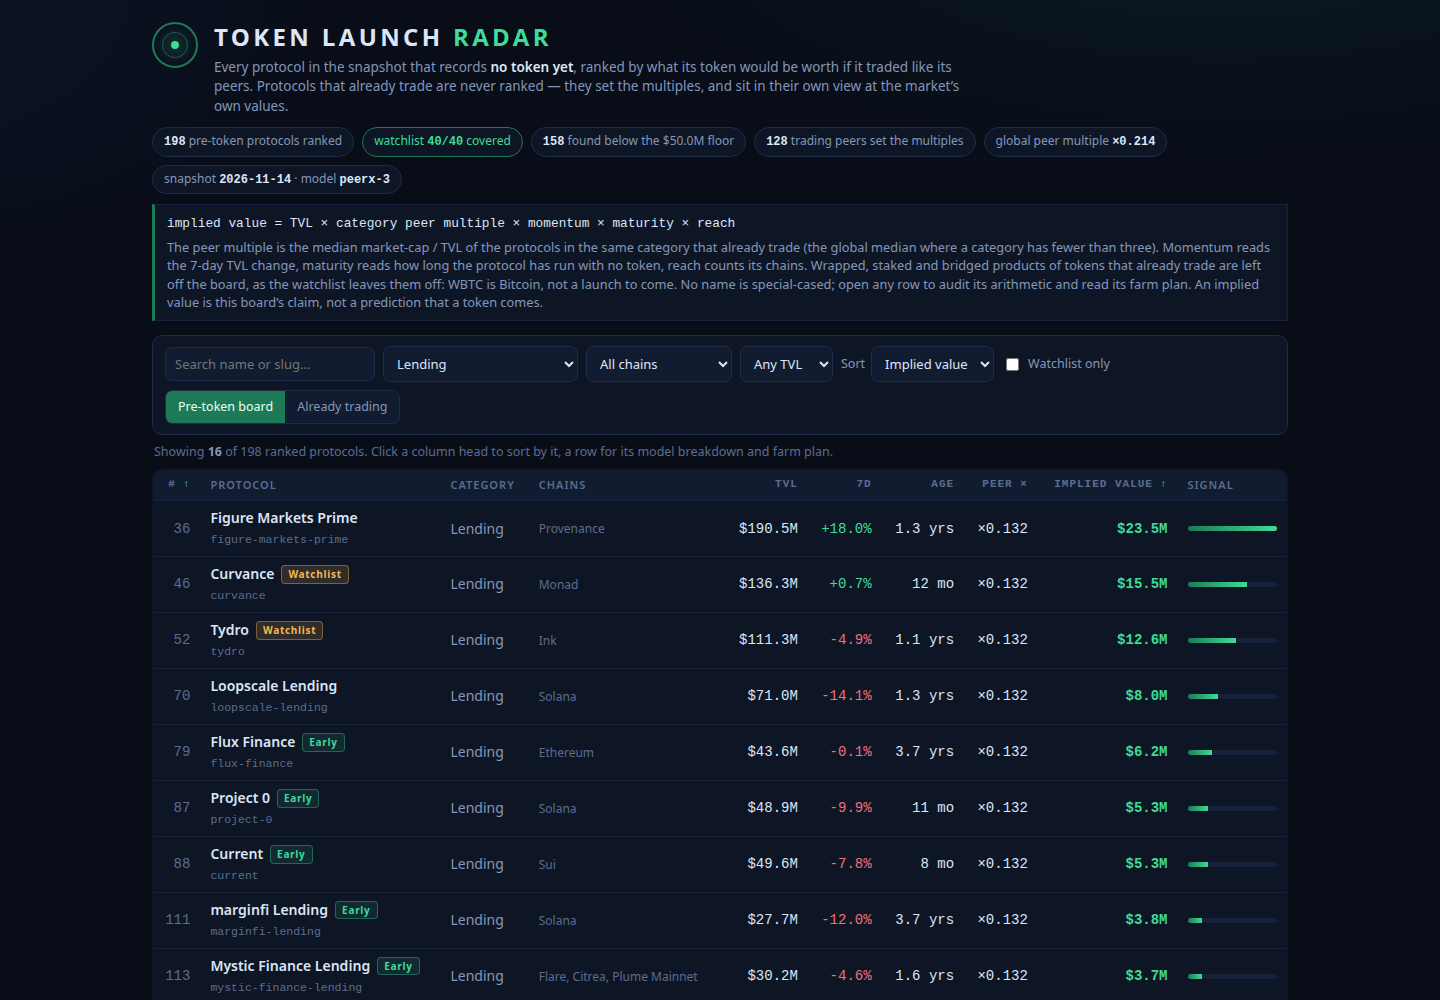 TOKEN LAUNCH RADAR
Every protocol in the snapshot that records no token yet, ranked by what its token would be worth if it traded like its
peers. Protocols that already trade are never ranked — they set the multiples, and sit in their own view at the market’s
own values.
198 pre-token protocols ranked
watchlist 40/40 covered
158 found below the $50.0M floor
128 trading peers set the multiples
global peer multiple ×0.214
snapshot 2026-11-14 · model peerx-3
implied value = TVL × category peer multiple × momentum × maturity × reach
The peer multiple is the median market-cap / TVL of the protocols in the same category that already trade (the global median where a category has fewer than three). Momentum reads
the 7-day TVL change, maturity reads how long the protocol has run with no token, reach counts its chains. Wrapped, staked and bridged products of tokens that already trade are left
off the board, as the watchlist leaves them off: WBTC is Bitcoin, not a launch to come. No name is special-cased; open any row to audit its arithmetic and read its farm plan. An implied
value is this board’s claim, not a prediction that a token comes.
Search name or slug... Lending All chains Any TVL Sort Implied value Watchlist only
Pre-token board Already trading
Showing 16 of 198 ranked protocols. Click a column head to sort by it, a row for its model breakdown and farm plan.
# ↑ PROTOCOL CATEGORY CHAINS TVL 7D AGE PEER × IMPLIED VALUE ↑ SIGNAL
36 Figure Markets Prime Lending Provenance $190.5M +18.0% 1.3 yrs ×0.132 $23.5M
figure-markets-prime
46 Curvance Watchlist Lending Monad $136.3M +0.7% 12 mo ×0.132 $15.5M
curvance
52 Tydro Watchlist Lending Ink $111.3M -4.9% 1.1 yrs ×0.132 $12.6M
tydro
70 Loopscale Lending Lending Solana $71.0M -14.1% 1.3 yrs ×0.132 $8.0M
loopscale-lending
79 Flux Finance Early Lending Ethereum $43.6M -0.1% 3.7 yrs ×0.132 $6.2M
flux-finance
87 Project 0 Early Lending Solana $48.9M -9.9% 11 mo ×0.132 $5.3M
project-0
88 Current Early Lending Sui $49.6M -7.8% 8 mo ×0.132 $5.3M
current
111 marginfi Lending Early Lending Solana $27.7M -12.0% 3.7 yrs ×0.132 $3.8M
marginfi-lending
113 Mystic Finance Lending Early Lending Flare, Citrea, Plume Mainnet $30.2M -4.6% 1.6 yrs ×0.132 $3.7M
mystic-finance-lending